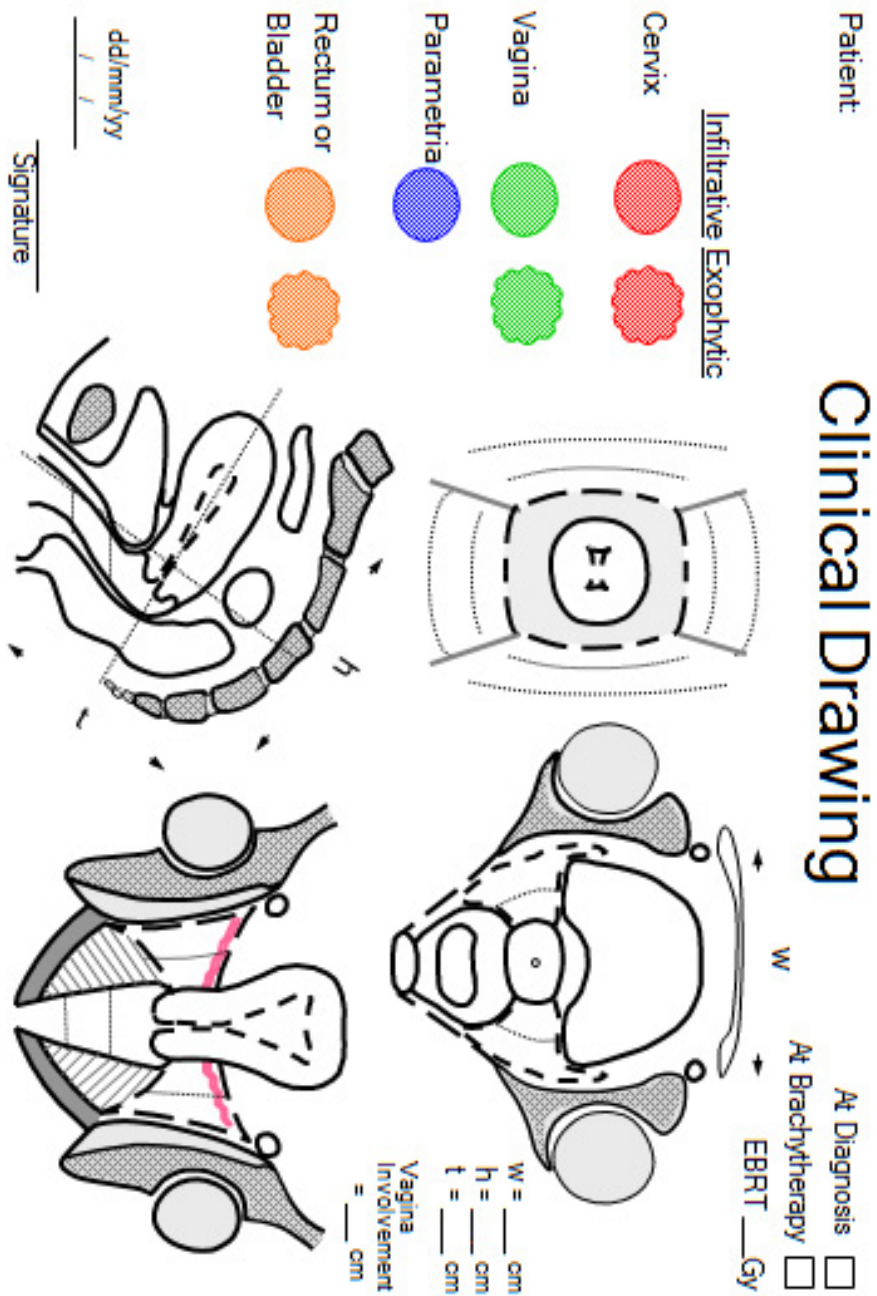 Clinical Drawing
Patient:
At Diagnosis
At Brachytherapy
EBRT ___Gy
Infiltrative Exophytic
Cervix
Vagina
Parametria
Rectum or
Bladder
w
h
t
w = ___ cm
h = ___ cm
t = ___ cm
Vagina
Involvement
= ___ cm
dd/mm/yy
/ /
Signature